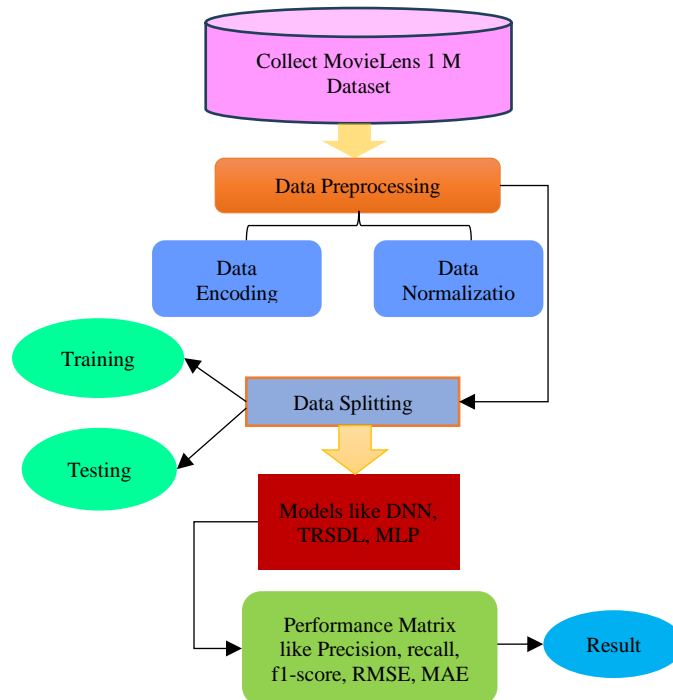 Collect MovieLens 1 M
Dataset
Data Preprocessing
Data
Encoding
Data
Normalizatio
Training
Data Splitting
Testing
Models like DNN,
TRSDL, MLP
Performance Matrix
like Precision, recall,
f1-score, RMSE, MAE
Result